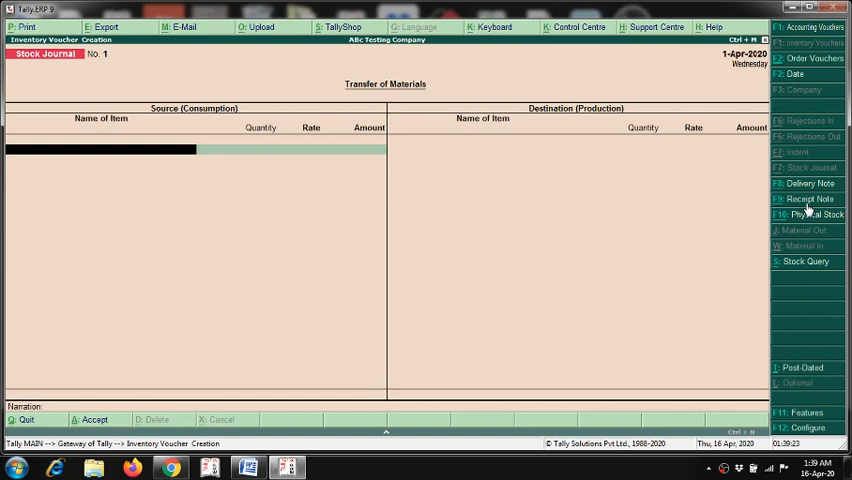 Tally.ERP 9
P: Print
E: Export
M: E-Mail
O: Upload
S: TallyShop
G: Language
K: Keyboard
K: Control Centre
H: Support Centre
H: Help
Inventory Voucher Creation
ABC Testing Company
Ctrl + M
Stock Journal No. 1
1-Apr-2020
Wednesday
Transfer of Materials
Source (Consumption)
Destination (Production)
Name of Item
Quantity Rate Amount
Name of Item
Quantity Rate Amount
Narration:
Q: Quit
A: Accept
D: Delete
X: Cancel
Ctrl + N
Tally MAIN --> Gateway of Tally --> Inventory Voucher Creation
© Tally Solutions Pvt Ltd., 1988-2020
Thu, 16 Apr, 2020
01:39:23
F1: Accounting Vouchers
F1: Inventory Vouchers
F2: Order Vouchers
F2: Date
F3: Company
F6: Rejections In
F6: Rejections Out
F7: Indent
F7: Stock Journal
F8: Delivery Note
F9: Receipt Note
F10: Physical Stock
J: Material Out
W: Material In
S: Stock Query
T: Post-Dated
L: Optional
F11: Features
F12: Configure
1:39 AM
16-Apr-20